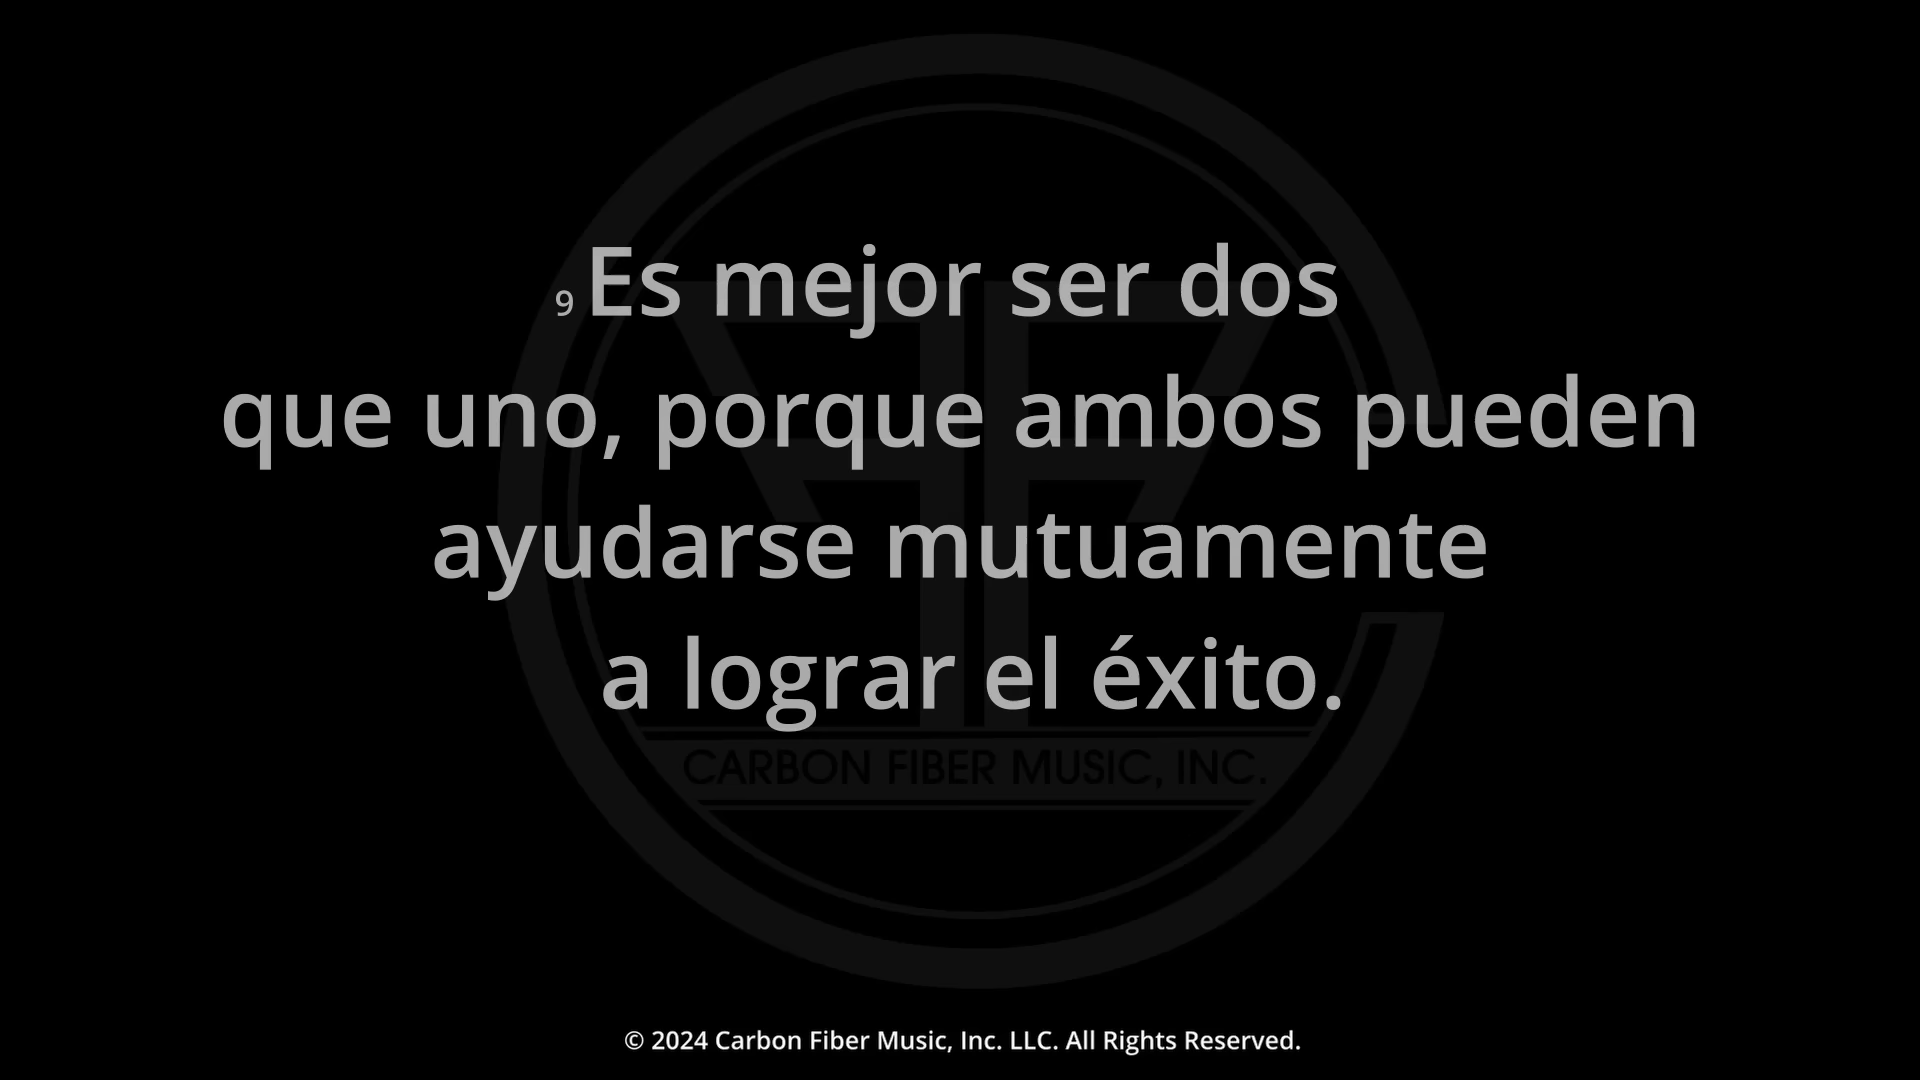 9 Es mejor ser dos
que uno, porque ambos pueden
ayudarse mutuamente
a lograr el éxito.
CARBON FIBER MUSIC, INC.
© 2024 Carbon Fiber Music, Inc. LLC. All Rights Reserved.